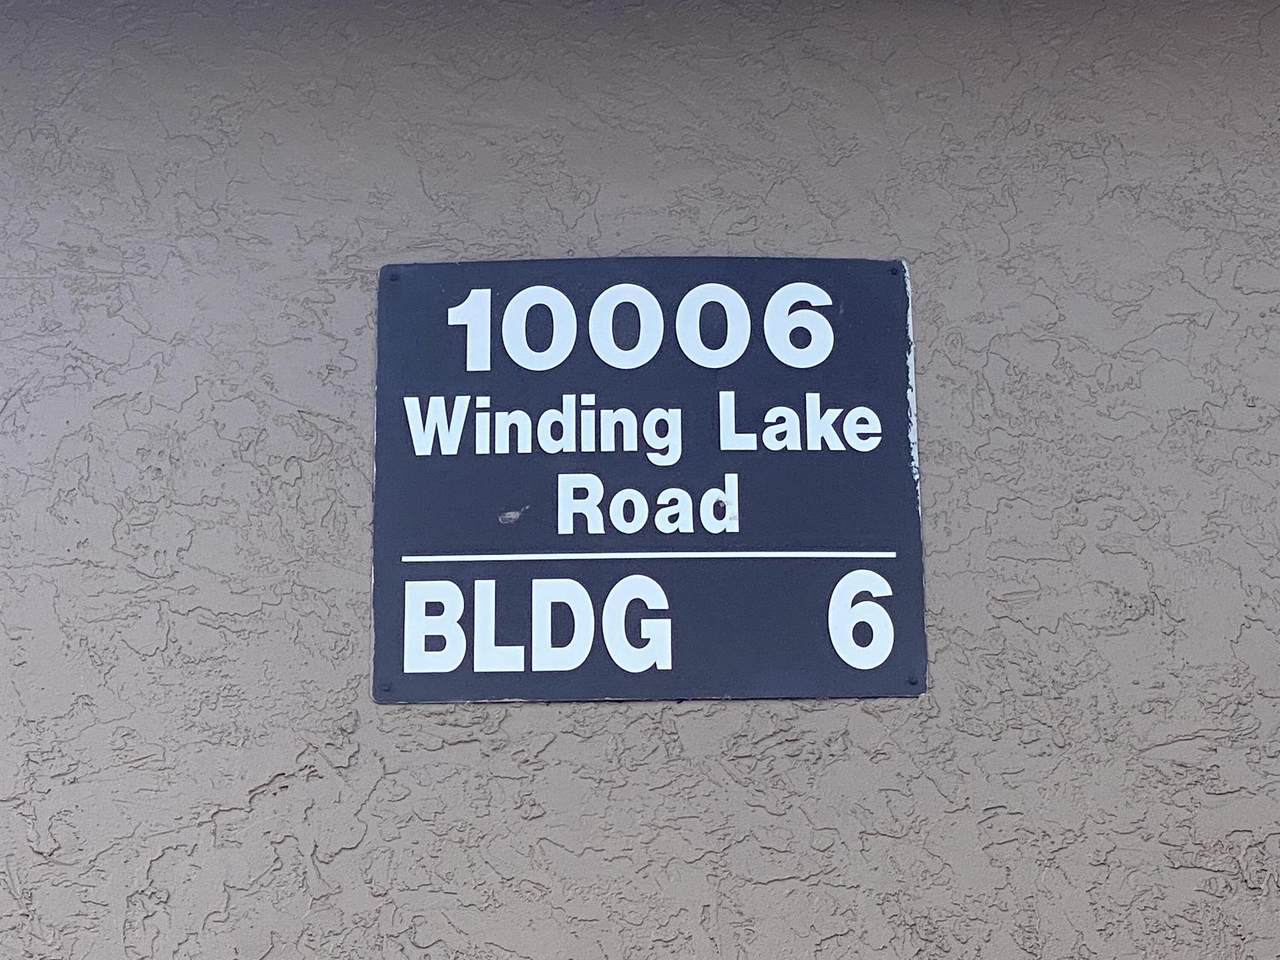 10006
Winding Lake
Road
BLDG 6